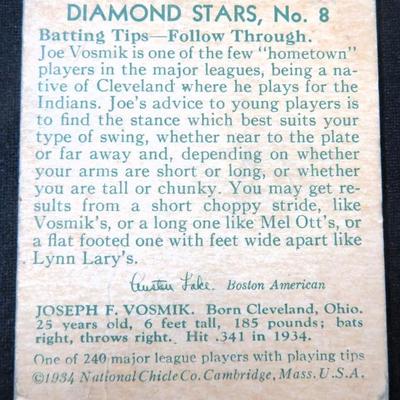 DIAMOND STARS, No. 8
Batting Tips—Follow Through.
Joe Vosmik is one of the few "hometown"
players in the major leagues, being a na-
tive of Cleveland where he plays for the
Indians. Joe's advice to young players is
to find the stance which best suits your
type of swing, whether near to the plate
or far away and, depending on whether
your arms are short or long, or whether
you are tall or chunky. You may get re-
sults from a short choppy stride, like
Vosmik's, or a long one like Mel Ott's, or
a flat footed one with feet wide apart like
Lynn Lary's.
Austen Lake. Boston American
JOSEPH F. VOSMIK. Born Cleveland, Ohio.
25 years old, 6 feet tall, 185 pounds; bats
right, throws right. Hit .341 in 1934.
One of 240 major league players with playing tips
©1934 National Chicle Co. Cambridge, Mass. U.S.A.